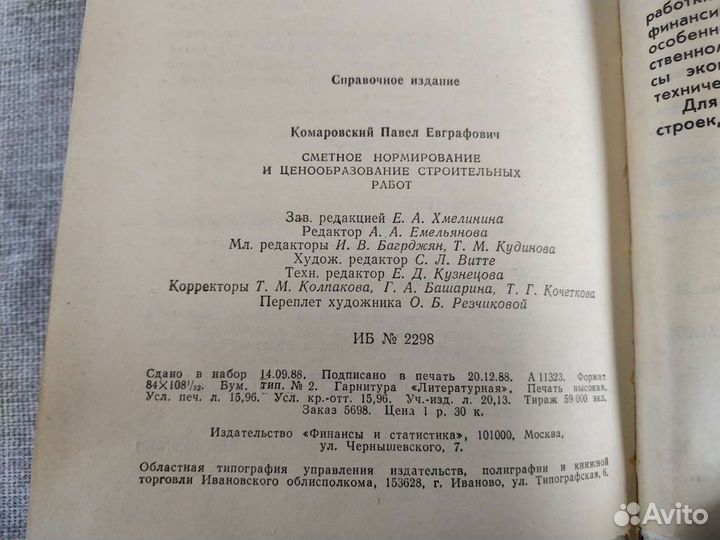 Справочное издание
Комаровский Павел Евграфович
СМЕТНОЕ НОРМИРОВАНИЕ
И ЦЕНООБРАЗОВАНИЕ СТРОИТЕЛЬНЫХ
РАБОТ
Зав. редакцией Е. А. Хмелинина
Редактор А. А. Емельянова
Мл. редакторы И. В. Багрджян, Т. М. Кудинова
Худож. редактор С. Л. Витте
Техн. редактор Е. Д. Кузнецова
Корректоры Т. М. Колпакова, Г. А. Башарина, Т. Г. Кочеткова
Переплет художника О. Б. Резчиковой
ИБ № 2298
Сдано в набор 14.09.88. Подписано в печать 20.12.88. А 11323. Формат
84×108¹/₃₂. Бум. тип. № 2. Гарнитура «Литературная». Печать высокая.
Усл. печ. л. 15,96. Усл. кр.-отт. 15,96. Уч.-изд. л. 20,13. Тираж 59 000 экз.
Заказ 5698. Цена 1 р. 30 к.
Издательство «Финансы и статистика», 101000, Москва,
ул. Чернышевского, 7.
Областная типография управления издательств, полиграфии и книжной
торговли Ивановского облисполкома, 153628, г. Иваново, ул. Типографская, 6.
финанси
особенн
ственном
сы эко
техниче
Для
строек,
Avito